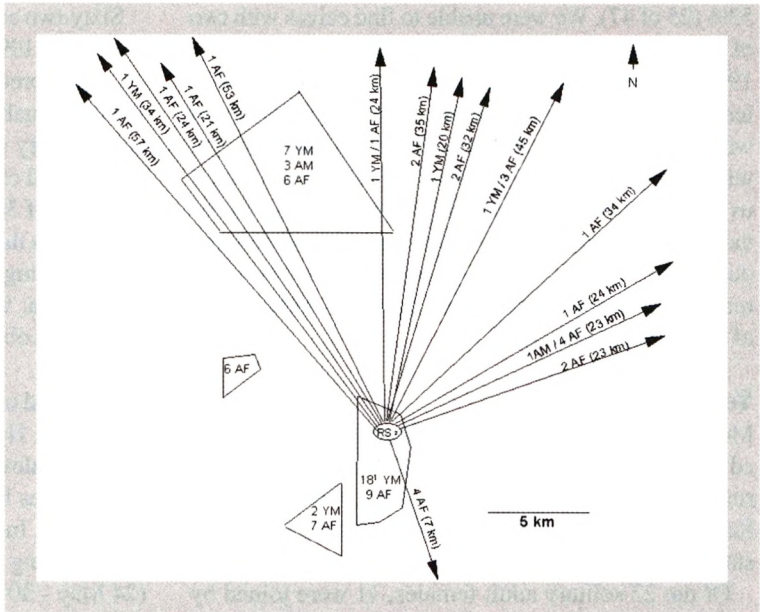 N
1 AF (53 km)
1 AF (21 km)
1 AF (24 km)
1 YM (34 km)
1 AF (57 km)
1 YM / 1 AF (24 km)
2 AF (35 km)
1 YM (20 km)
2 AF (32 km)
1 YM / 3 AF (45 km)
1 AF (34 km)
7 YM
3 AM
6 AF
1 AF (24 km)
1AM / 4 AF (23 km)
2 AF (23 km)
6 AF
RS
18¹ YM
9 AF
4 AF (7 km)
2 YM
7 AF
5 km